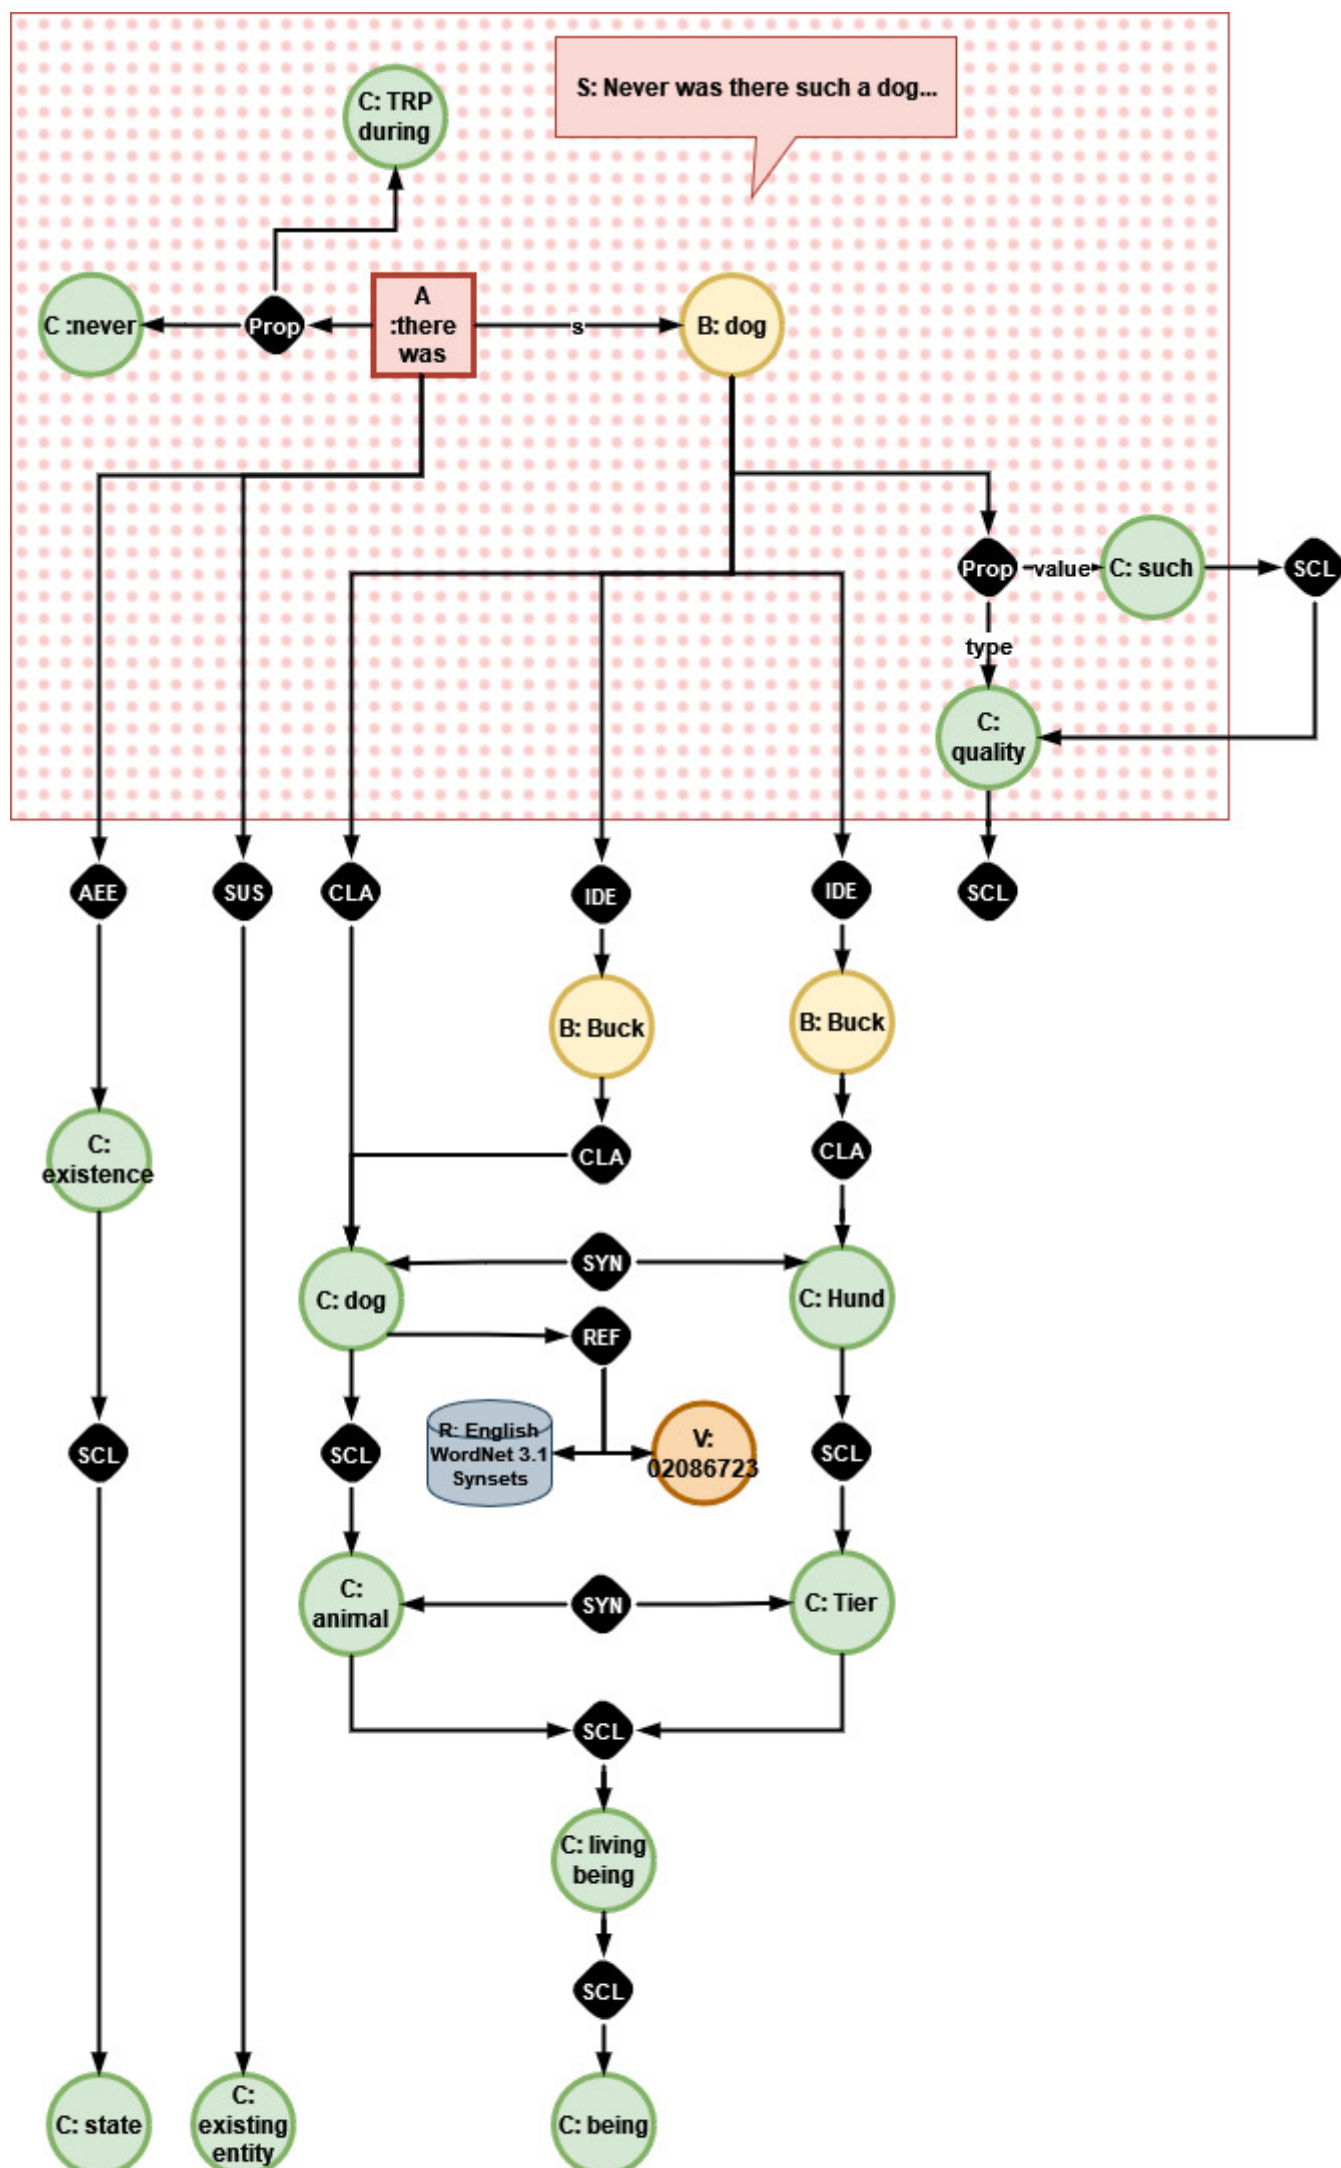 S: Never was there such a dog...
C: TRP
during
C :never
Prop
A
:there
was
s
B: dog
Prop
value
C: such
SCL
type
C:
quality
AEE
SUS
CLA
IDE
IDE
SCL
B: Buck
B: Buck
C:
existence
CLA
CLA
SYN
C: dog
C: Hund
REF
SCL
SCL
R: English
WordNet 3.1
Synsets
V:
02086723
SCL
C:
animal
SYN
C: Tier
SCL
C: living
being
SCL
C: state
C:
existing
entity
C: being